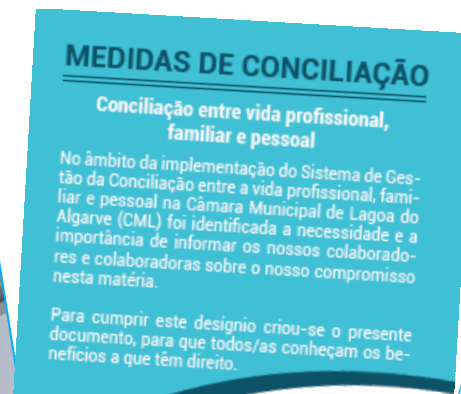 MEDIDAS DE CONCILIAÇÃO
Conciliação entre vida profissional,
familiar e pessoal
No âmbito da implementação do Sistema de Ges-
tão da Conciliação entre a vida profissional, fami-
liar e pessoal na Câmara Municipal de Lagoa do
Algarve (CML) foi identificada a necessidade e a
importância de informar os nossos colaborado-
res e colaboradoras sobre o nosso compromisso
nesta matéria.
Para cumprir este desígnio criou-se o presente
documento, para que todos/as conheçam os be-
nefícios a que têm direito.